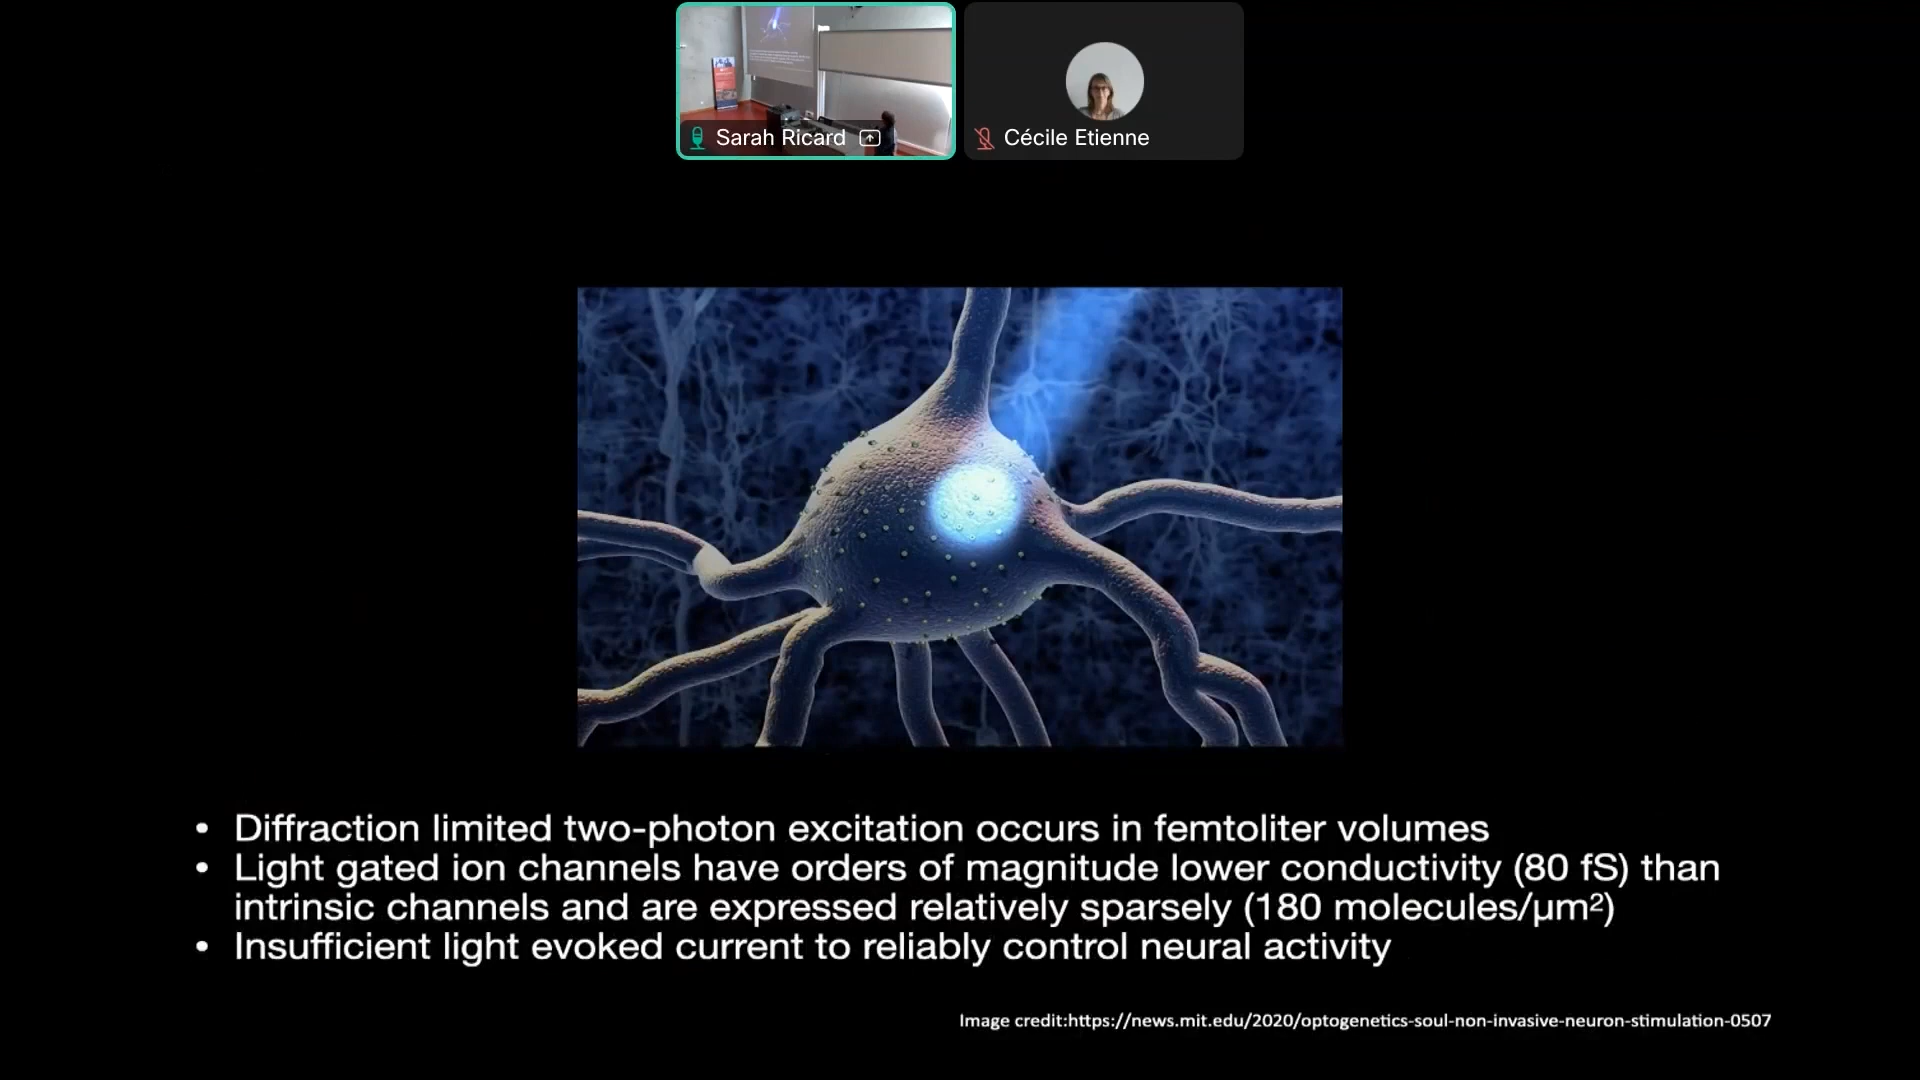 Sarah Ricard
Cécile Etienne
• Diffraction limited two-photon excitation occurs in femtoliter volumes
• Light gated ion channels have orders of magnitude lower conductivity (80 fS) than
intrinsic channels and are expressed relatively sparsely (180 molecules/μm²)
• Insufficient light evoked current to reliably control neural activity
Image credit:https://news.mit.edu/2020/optogenetics-soul-non-invasive-neuron-stimulation-0507